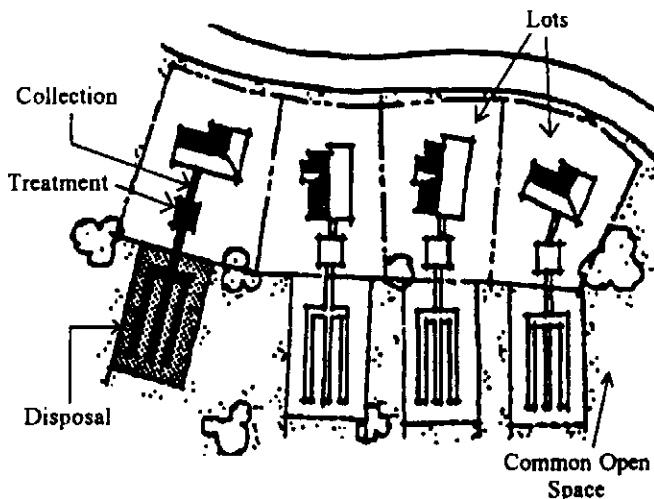 Lots
Collection
Treatment
Disposal
Common Open
Space